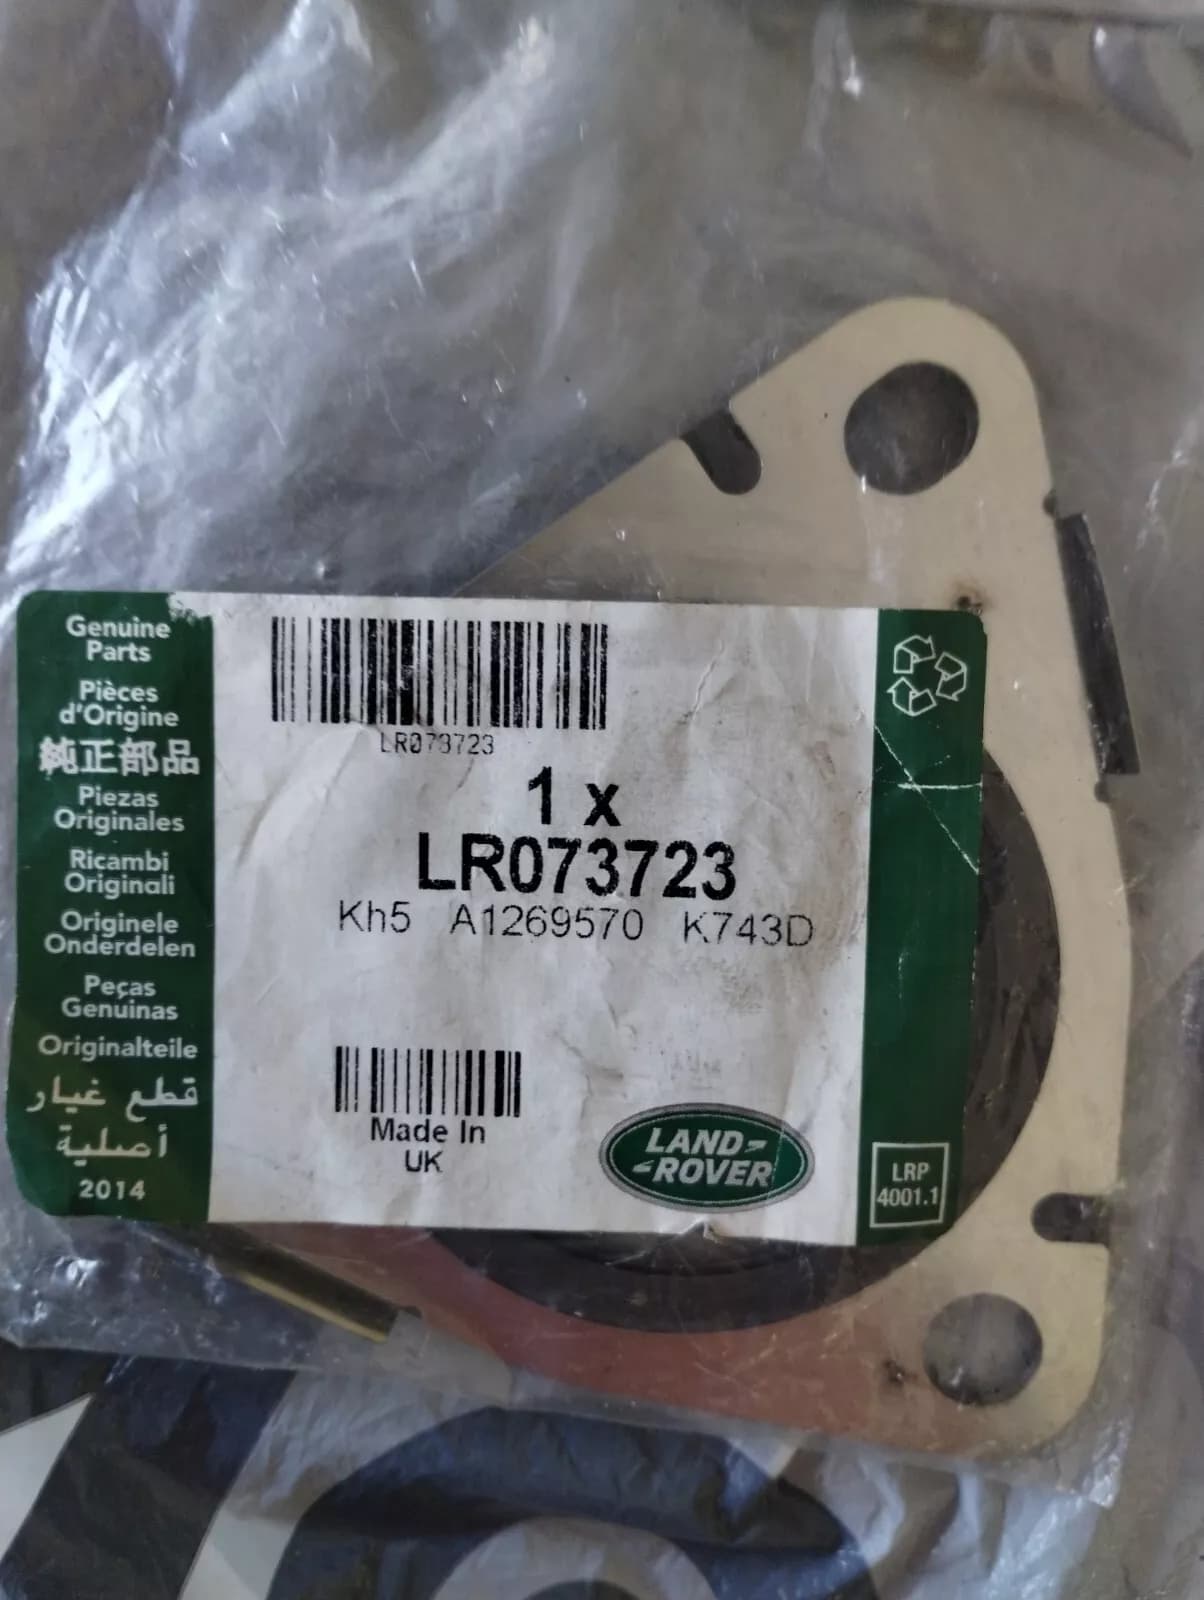 Genuine
Parts
Pièces
d'Origine
純正部品
Piezas
Originales
Ricambi
Originali
Originele
Onderdelen
Peças
Genuinas
Originalteile
قطع غيار
أصلية
2014
LR073723
1 x
LR073723
Kh5 A1269570 K743D
Made In
UK
LAND
ROVER
LRP
4001.1